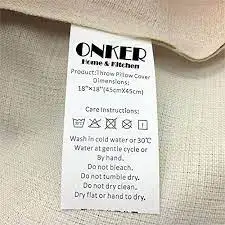 ONKER
Home & Kitchen
Product:Throw Pillow Cover
Dimensions:
18"×18"(45cmX45cm)
Care Instructions:
Wash in cold water or 30℃
Water at gentle cycle or
By hand.
Do not bleach.
Do not tumble dry.
Do not dry clean.
Dry flat or hand to dry.